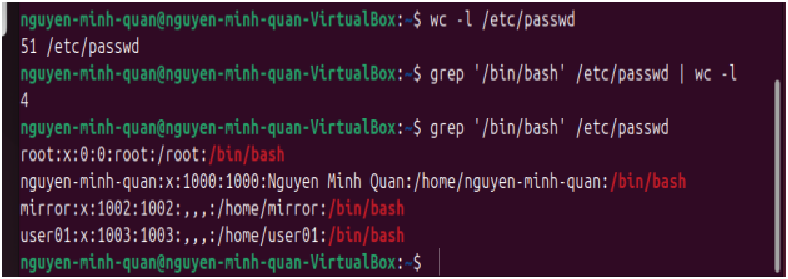 nguyen-minh-quan@nguyen-minh-quan-VirtualBox:~$ wc -l /etc/passwd
51 /etc/passwd
nguyen-minh-quan@nguyen-minh-quan-VirtualBox:~$ grep '/bin/bash' /etc/passwd | wc -l
4
nguyen-minh-quan@nguyen-minh-quan-VirtualBox:~$ grep '/bin/bash' /etc/passwd
root:x:0:0:root:/root:/bin/bash
nguyen-minh-quan:x:1000:1000:Nguyen Minh Quan:/home/nguyen-minh-quan:/bin/bash
mirror:x:1002:1002:,,,:/home/mirror:/bin/bash
user01:x:1003:1003:,,,:/home/user01:/bin/bash
nguyen-minh-quan@nguyen-minh-quan-VirtualBox:~$